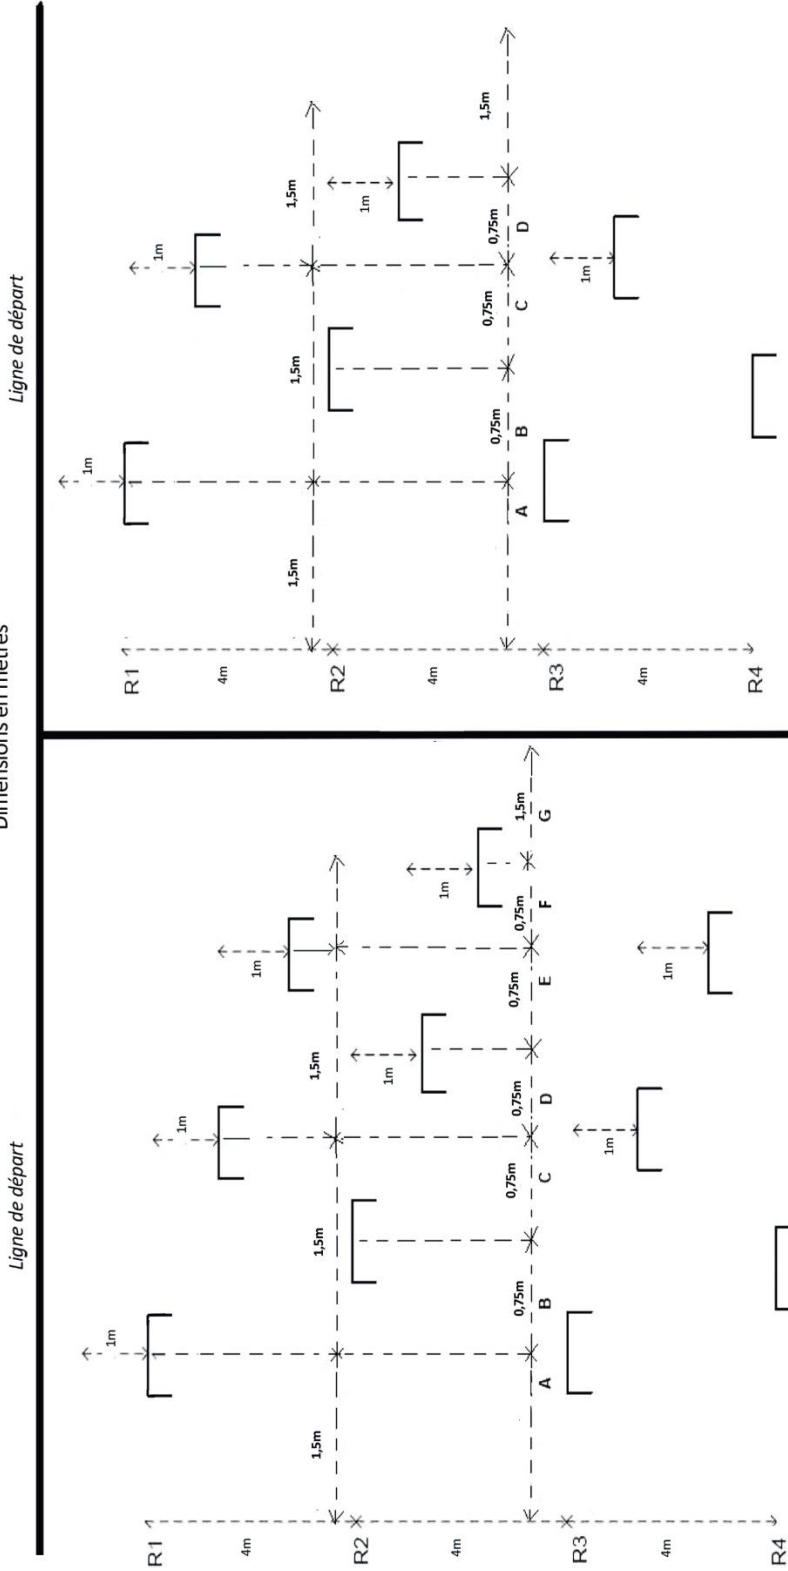 Dimensions en mètres
Ligne de départ
1m
R1
1m
4m
1m
1,5m 1,5m 1,5m
R2
1m
1m
4m
0,75m 0,75m 0,75m 0,75m 0,75m 1,5m
A B C D E F G
R3
1m
4m
1m
R4
Ligne de départ
1m
R1
1m
4m
1,5m 1,5m 1,5m
R2
1m
4m
0,75m 0,75m 0,75m 1,5m
A B C D
R3
1m
4m
R4